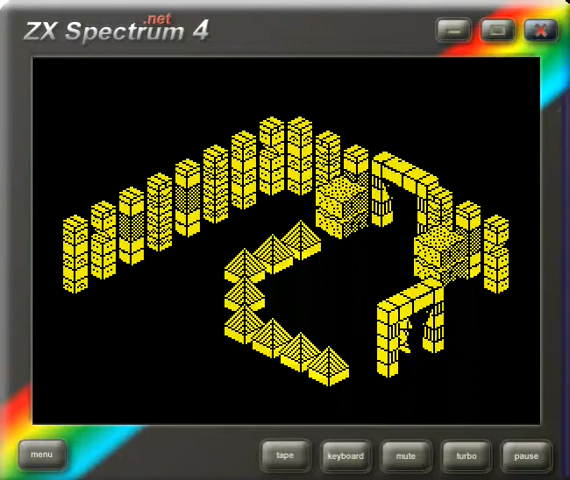 ZX Spectrum .net 4
menu
tape
keyboard
mute
turbo
pause